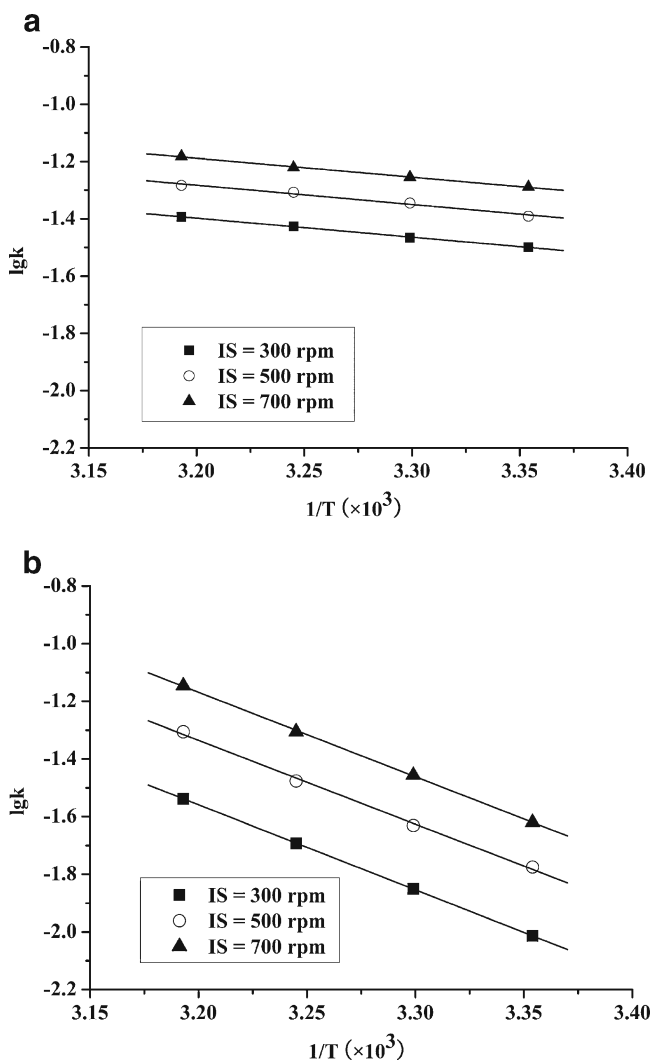 a
-0.8
-1.0
-1.2
-1.4
-1.6
-1.8
-2.0
-2.2
lgk
IS = 300 rpm
IS = 500 rpm
IS = 700 rpm
3.15 3.20 3.25 3.30 3.35 3.40
1/T (×10³)
b
-0.8
-1.0
-1.2
-1.4
-1.6
-1.8
-2.0
-2.2
lgk
IS = 300 rpm
IS = 500 rpm
IS = 700 rpm
3.15 3.20 3.25 3.30 3.35 3.40
1/T (×10³)